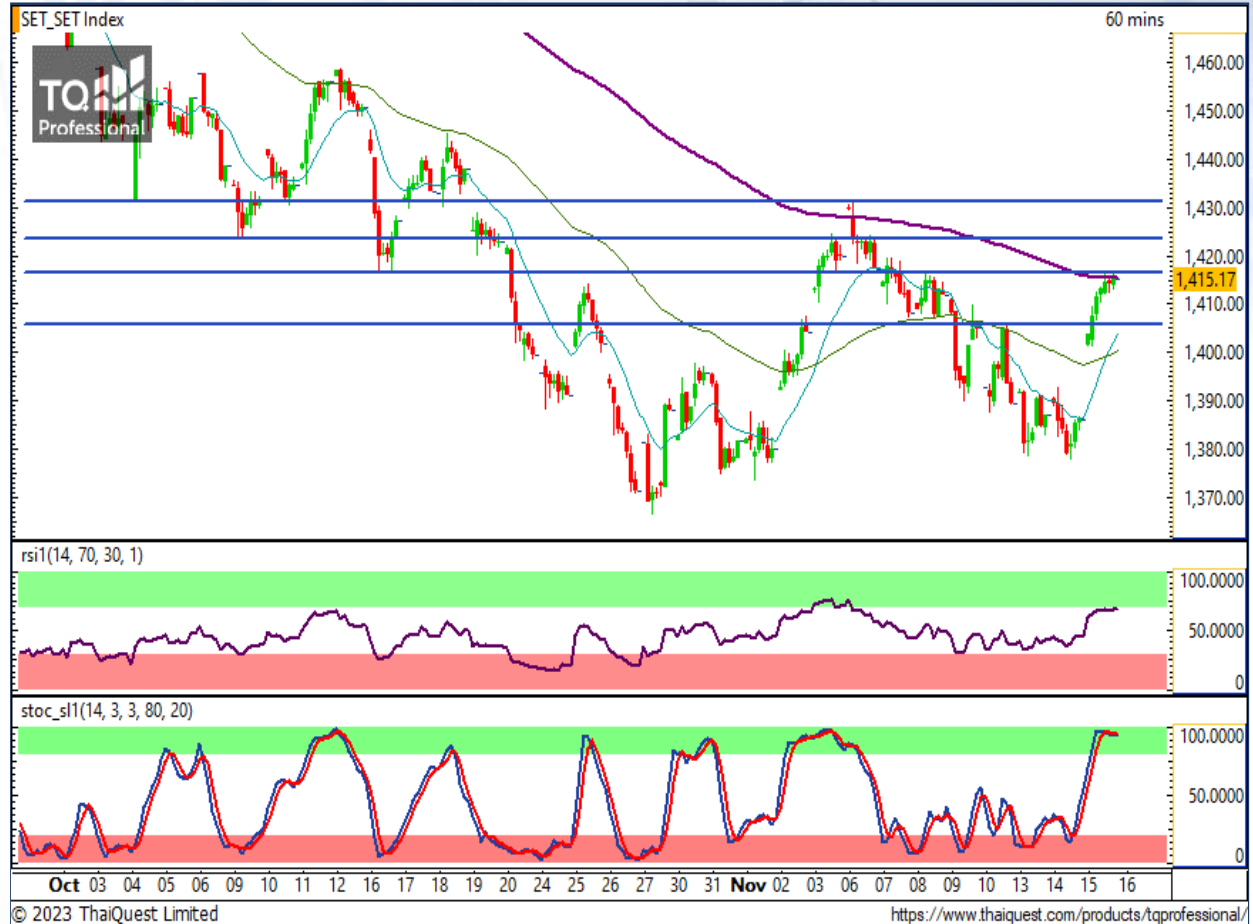 SET_SET Index 60 mins
TQ
Professional
1,460.00
1,450.00
1,440.00
1,430.00
1,420.00
1,415.17
1,410.00
1,400.00
1,390.00
1,380.00
1,370.00
rsi1(14, 70, 30, 1)
100.0000
50.0000
0
stoc_sl1(14, 3, 3, 80, 20)
100.0000
50.0000
0
Oct 03 04 05 06 09 10 11 12 16 17 18 19 20 24 25 26 27 30 31 Nov 02 03 06 07 08 09 10 13 14 15 16
© 2023 ThaiQuest Limited https://www.thaiquest.com/products/tqprofessional/